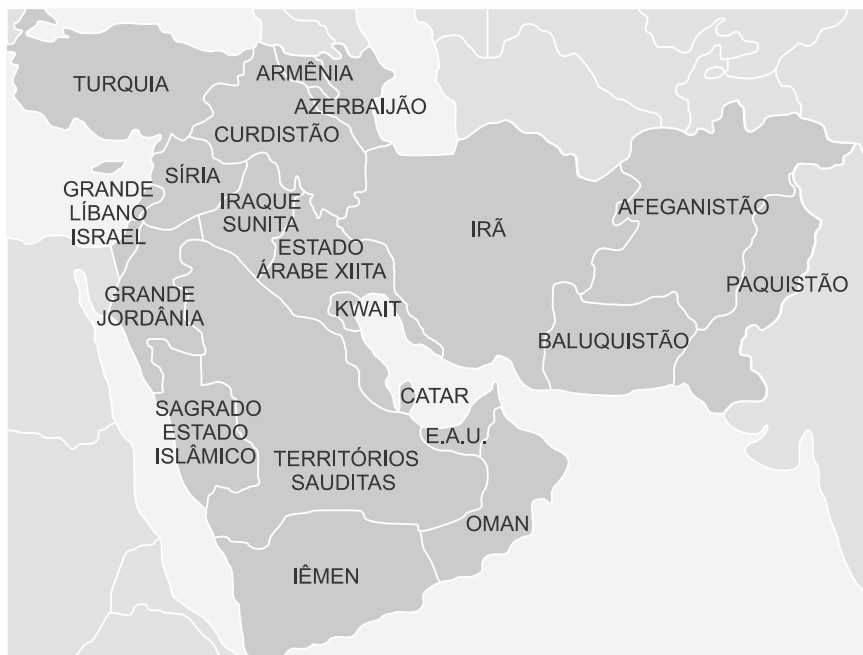 TURQUIA
ARMÊNIA
AZERBAIJÃO
CURDISTÃO
SÍRIA
GRANDE
LÍBANO
ISRAEL
IRAQUE
SUNITA
ESTADO
ÁRABE XIITA
IRÃ
AFEGANISTÃO
PAQUISTÃO
GRANDE
JORDÂNIA
KWAIT
BALUQUISTÃO
CATAR
SAGRADO
ESTADO
ISLÂMICO
E.A.U.
TERRITÓRIOS
SAUDITAS
OMAN
IÊMEN